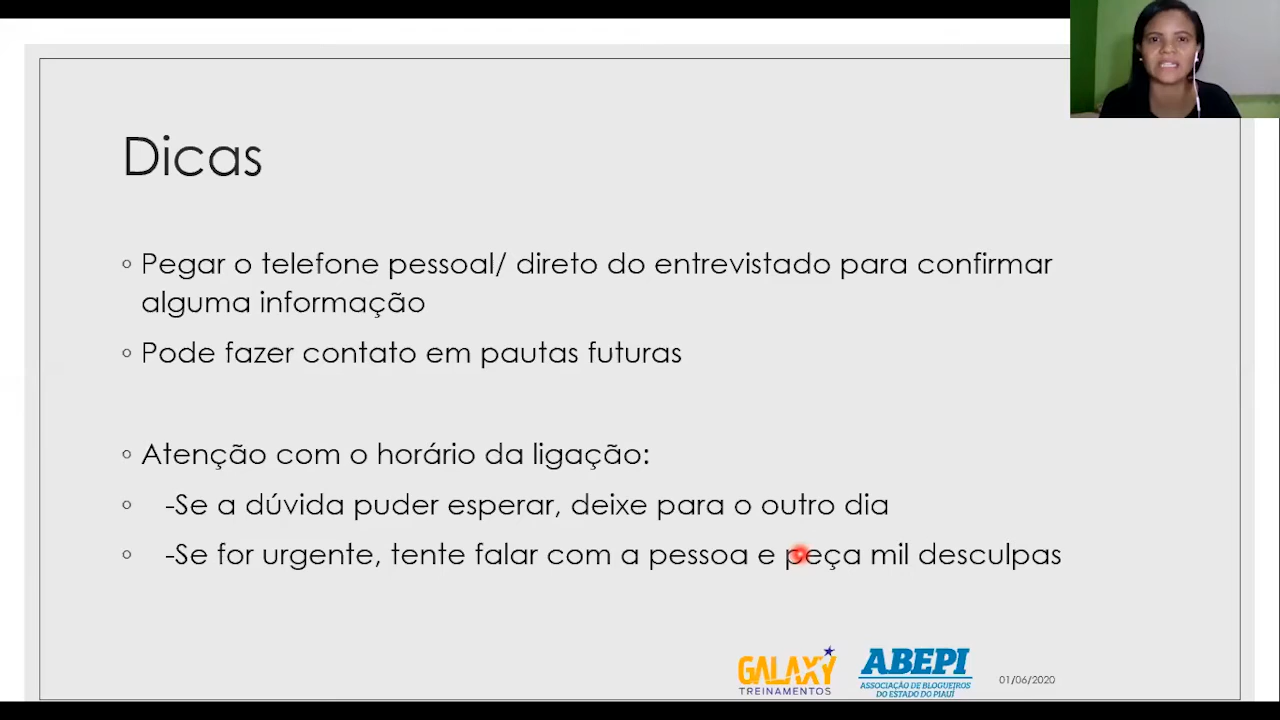 Dicas
◦ Pegar o telefone pessoal/ direto do entrevistado para confirmar
alguma informação
◦ Pode fazer contato em pautas futuras
◦ Atenção com o horário da ligação:
◦ -Se a dúvida puder esperar, deixe para o outro dia
◦ -Se for urgente, tente falar com a pessoa e peça mil desculpas
GALAXY
TREINAMENTOS
ABEPI
ASSOCIAÇÃO DE BLOGUEIROS
DO ESTADO DO PIAUÍ
01/06/2020